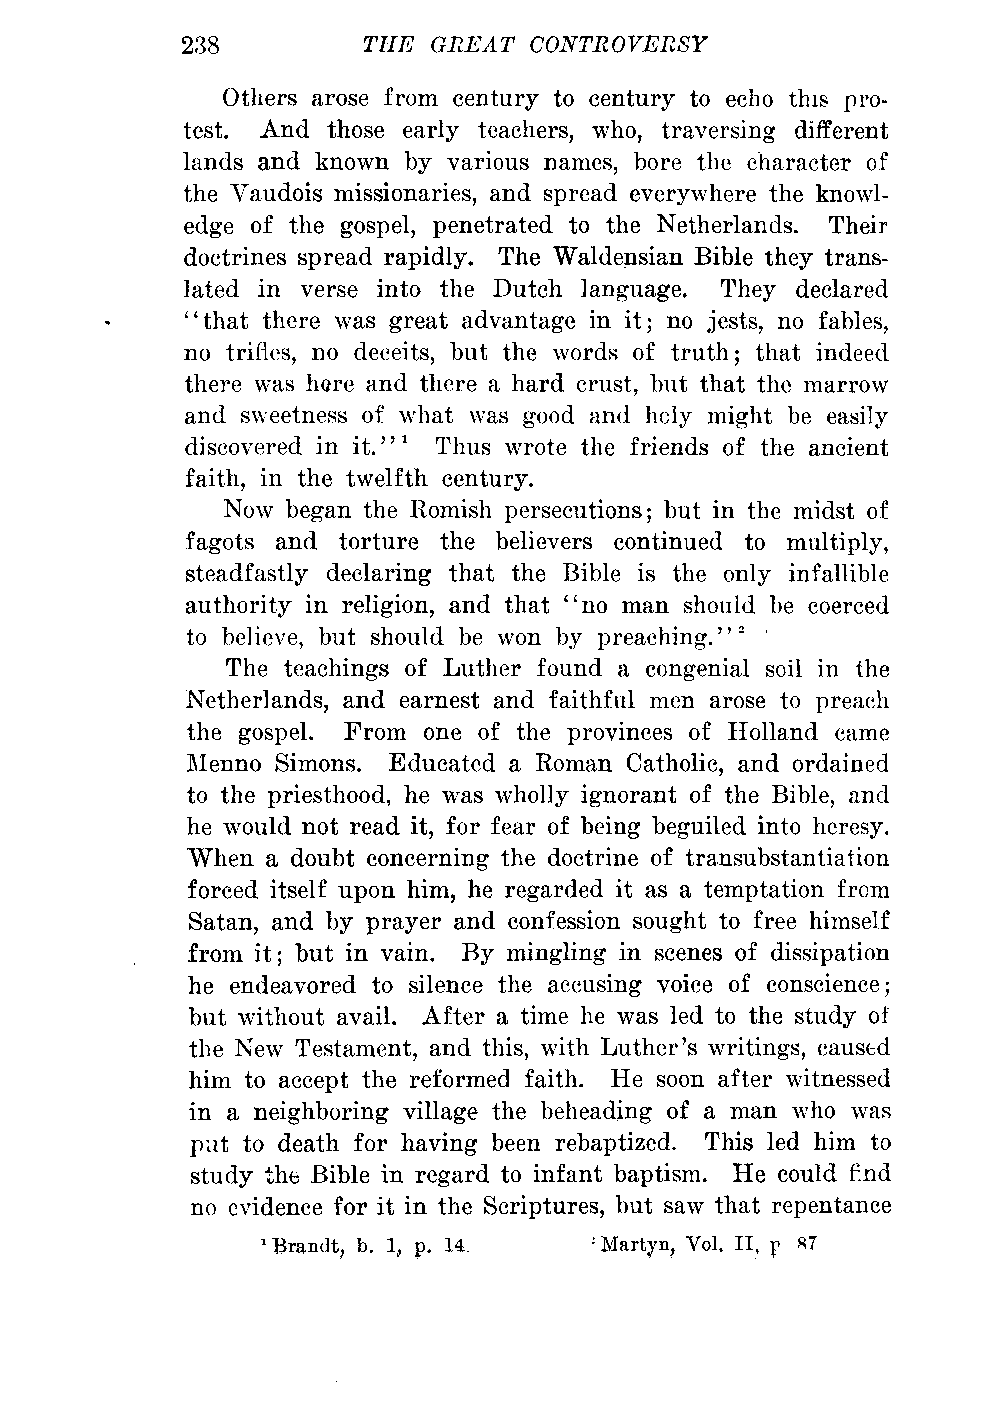 238 THE GREAT CONTROVERSY
Others arose from century to century to echo this pro-
test. And those early teachers, who, traversing different
lands and known by various names, bore the character of
the Vaudois missionaries, and spread everywhere the knowl-
edge of the gospel, penetrated to the Netherlands. Their
doctrines spread rapidly. The Waldensian Bible they trans-
lated in verse into the Dutch language. They declared
"that there was great advantage in it; no jests, no fables,
no trifles, no deceits, but the words of truth; that indeed
there was here and there a hard crust, but that the marrow
and sweetness of what was good and holy might be easily
discovered in it."¹ Thus wrote the friends of the ancient
faith, in the twelfth century.
Now began the Romish persecutions; but in the midst of
fagots and torture the believers continued to multiply,
steadfastly declaring that the Bible is the only infallible
authority in religion, and that "no man should be coerced
to believe, but should be won by preaching."²
The teachings of Luther found a congenial soil in the
Netherlands, and earnest and faithful men arose to preach
the gospel. From one of the provinces of Holland came
Menno Simons. Educated a Roman Catholic, and ordained
to the priesthood, he was wholly ignorant of the Bible, and
he would not read it, for fear of being beguiled into heresy.
When a doubt concerning the doctrine of transubstantiation
forced itself upon him, he regarded it as a temptation from
Satan, and by prayer and confession sought to free himself
from it; but in vain. By mingling in scenes of dissipation
he endeavored to silence the accusing voice of conscience;
but without avail. After a time he was led to the study of
the New Testament, and this, with Luther's writings, caused
him to accept the reformed faith. He soon after witnessed
in a neighboring village the beheading of a man who was
put to death for having been rebaptized. This led him to
study the Bible in regard to infant baptism. He could find
no evidence for it in the Scriptures, but saw that repentance
¹Brandt, b. 1, p. 14. ²Martyn, Vol. II, p 87